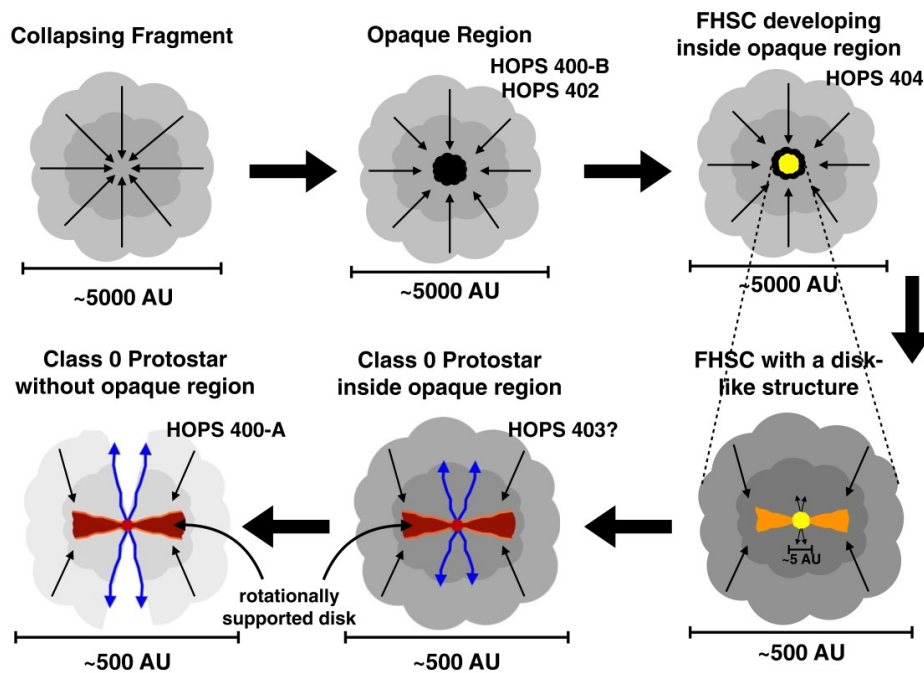 Collapsing Fragment
~5000 AU
Opaque Region
HOPS 400-B
HOPS 402
~5000 AU
FHSC developing
inside opaque region
HOPS 404
~5000 AU
FHSC with a disk-
like structure
~5 AU
~500 AU
Class 0 Protostar
inside opaque region
HOPS 403?
~500 AU
Class 0 Protostar
without opaque region
HOPS 400-A
rotationally
supported disk
~500 AU